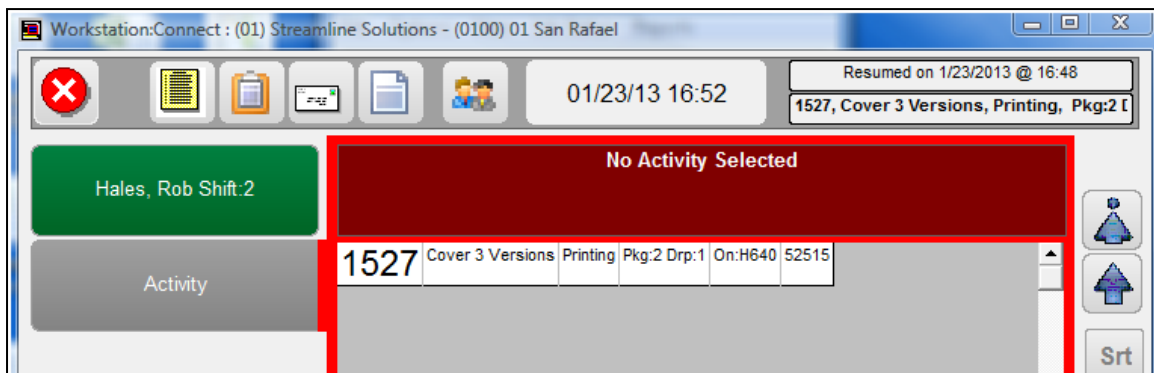 Workstation:Connect : (01) Streamline Solutions - (0100) 01 San Rafael
01/23/13 16:52
Resumed on 1/23/2013 @ 16:48
1527, Cover 3 Versions, Printing, Pkg:2 D
Hales, Rob Shift:2
No Activity Selected
Activity
1527 Cover 3 Versions Printing Pkg:2 Drp:1 On:H640 52515
Srt